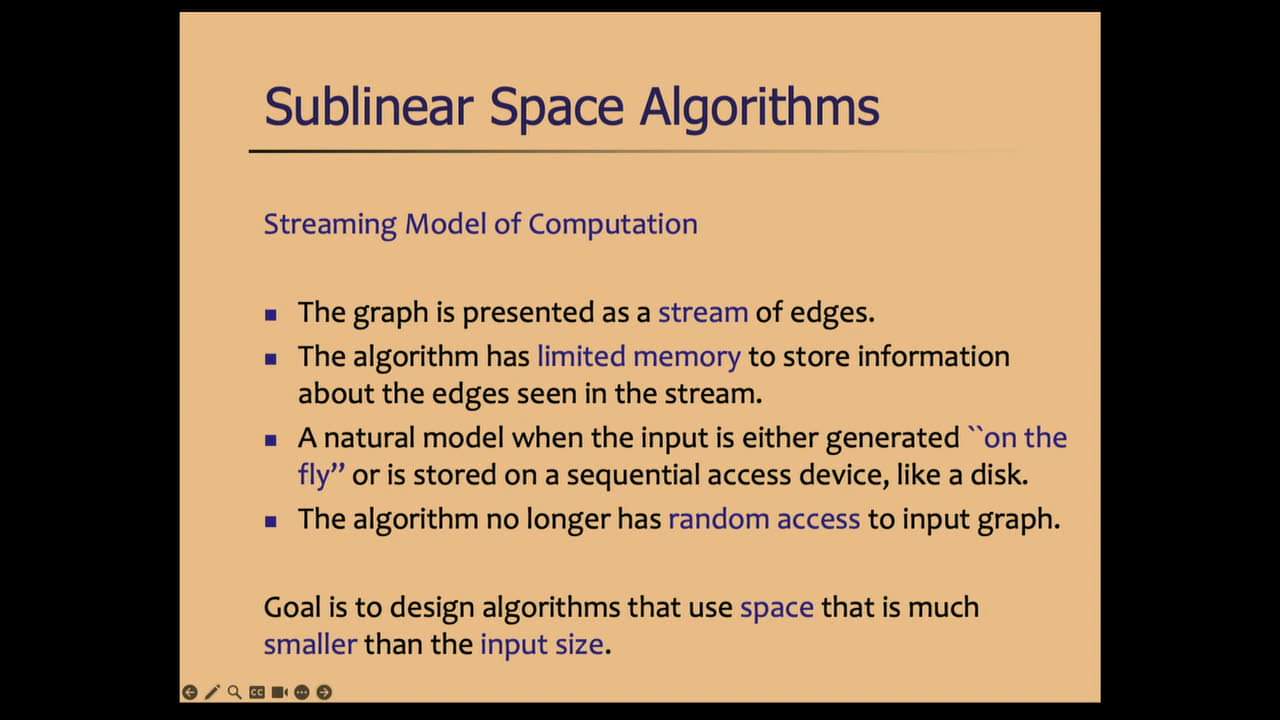 Sublinear Space Algorithms
Streaming Model of Computation
The graph is presented as a stream of edges.
The algorithm has limited memory to store information
about the edges seen in the stream.
A natural model when the input is either generated ``on the
fly” or is stored on a sequential access device, like a disk.
The algorithm no longer has random access to input graph.
Goal is to design algorithms that use space that is much
smaller than the input size.
CC